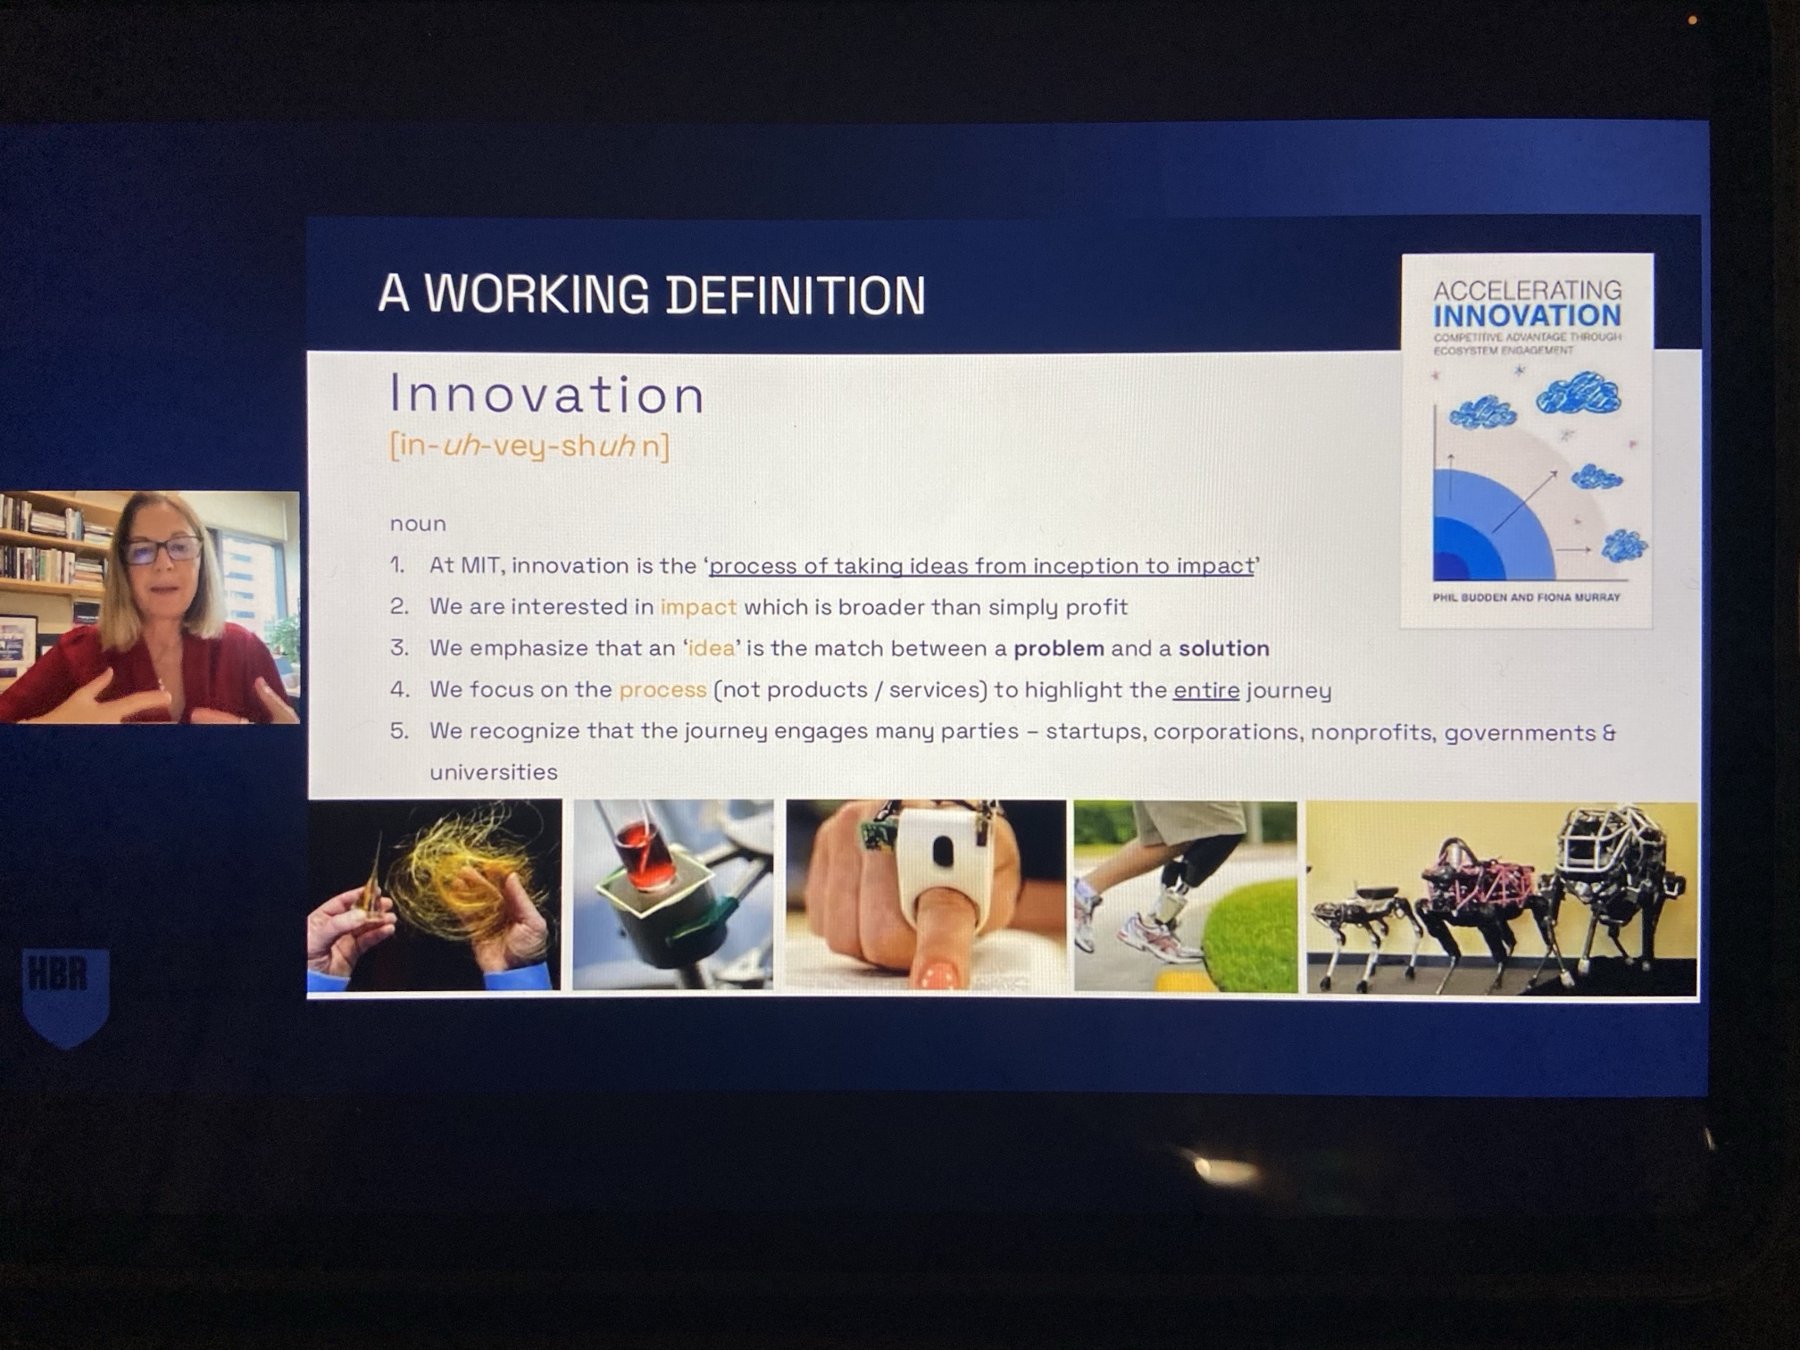 A WORKING DEFINITION
Innovation
[in-uh-vey-shuhn]
noun
1. At MIT, innovation is the ‘process of taking ideas from inception to impact’
2. We are interested in impact which is broader than simply profit
3. We emphasize that an ‘idea’ is the match between a problem and a solution
4. We focus on the process (not products / services) to highlight the entire journey
5. We recognize that the journey engages many parties – startups, corporations, nonprofits, governments &
universities
ACCELERATING
INNOVATION
COMPETITIVE ADVANTAGE THROUGH
ECOSYSTEM ENGAGEMENT
PHIL BUDDEN AND FIONA MURRAY
HBR